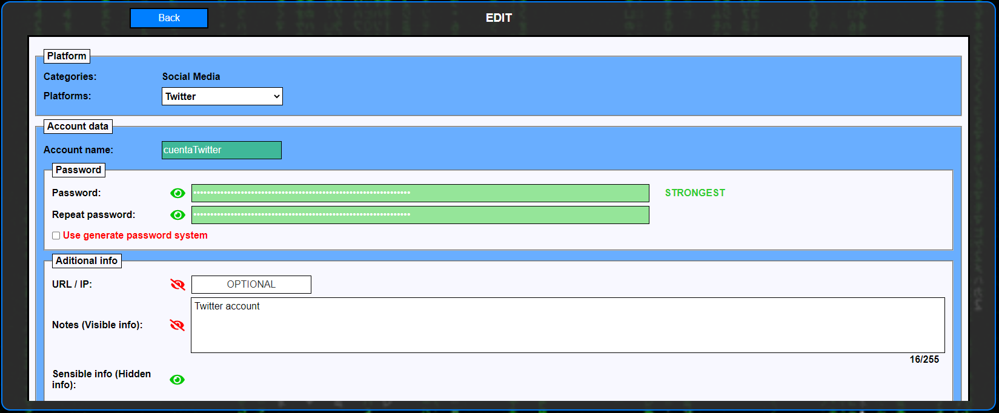 Back
EDIT
Platform
Categories: Social Media
Platforms: Twitter
Account data
Account name: cuentaTwitter
Password
Password: •••••••••••••••••••••••••••••••••••••••••••••••••••••••••••••••• STRONGEST
Repeat password: ••••••••••••••••••••••••••••••••••••••••••••••••••••••••••••••••
Use generate password system
Aditional info
URL / IP: OPTIONAL
Twitter account
Notes (Visible info):
16/255
Sensible info (Hidden
info):